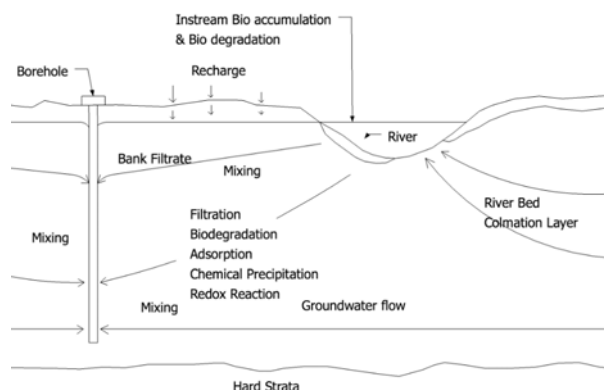 Instream Bio accumulation
& Bio degradation
Borehole
Recharge
River
Bank Filtrate
Mixing
River Bed
Colmation Layer
Filtration
Biodegradation
Adsorption
Chemical Precipitation
Redox Reaction
Mixing
Mixing
Groundwater flow
Hard Strata